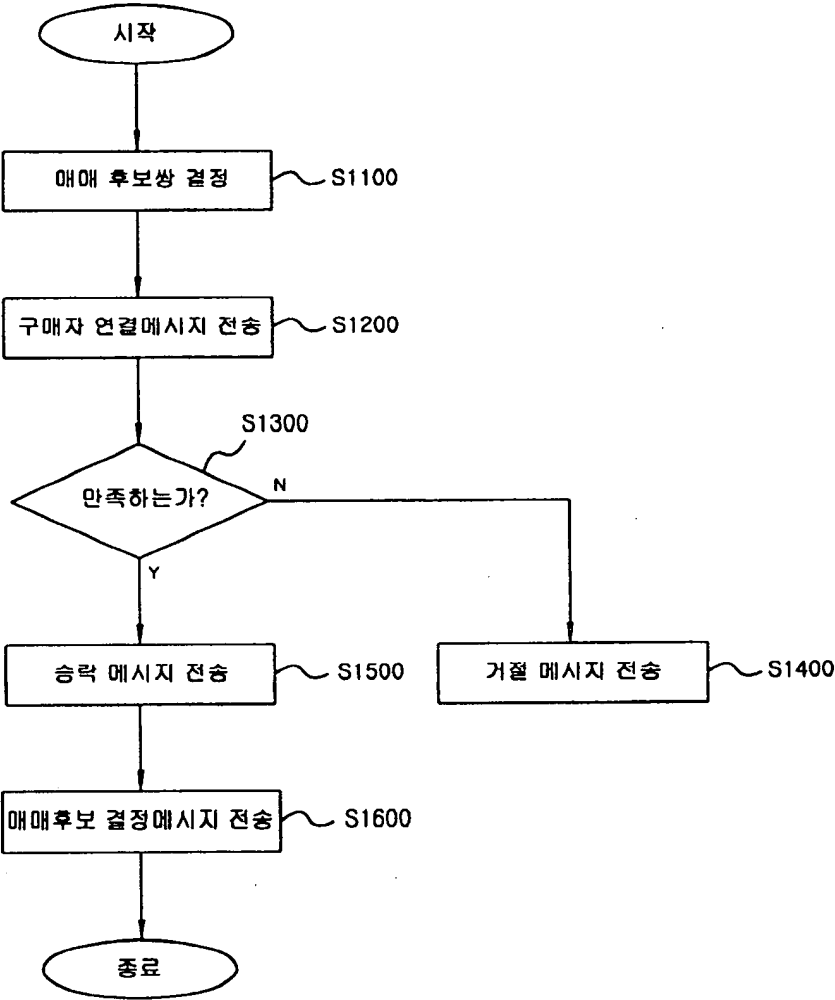 시작
매매 후보쌍 결정
S1100
구매자 연결메시지 전송
S1200
S1300
만족하는가?
N
Y
승락 메시지 전송
S1500
거절 메시지 전송
S1400
매매후보 결정메시지 전송
S1600
종료